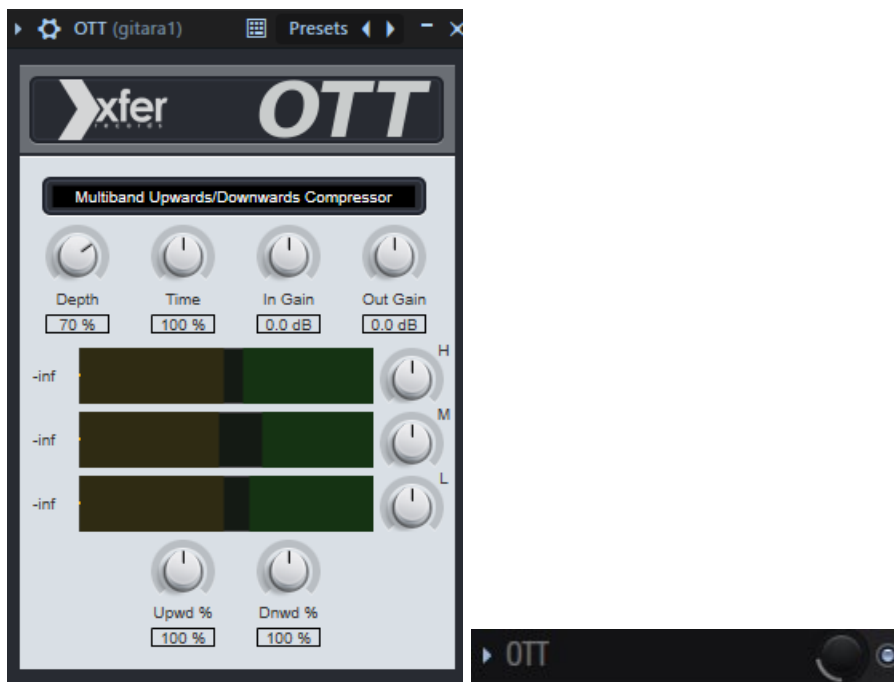 OTT (gitara1) Presets
xfer OTT
records
Multiband Upwards/Downwards Compressor
Depth Time In Gain Out Gain
70 % 100 % 0.0 dB 0.0 dB
H
-inf
M
-inf
L
-inf
Upwd % Dnwd %
100 % 100 %
OTT